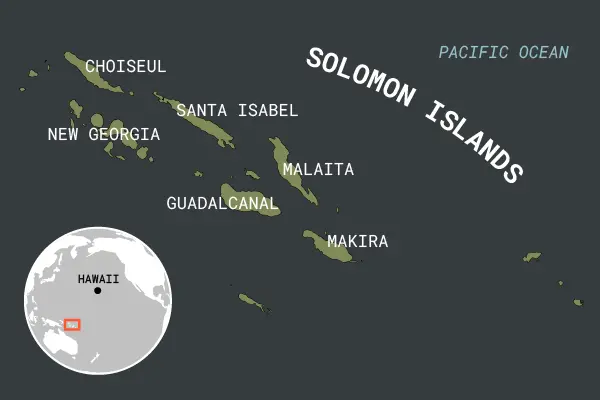 SOLOMON ISLANDS
PACIFIC OCEAN
CHOISEUL
SANTA ISABEL
NEW GEORGIA
MALAITA
GUADALCANAL
MAKIRA
HAWAII